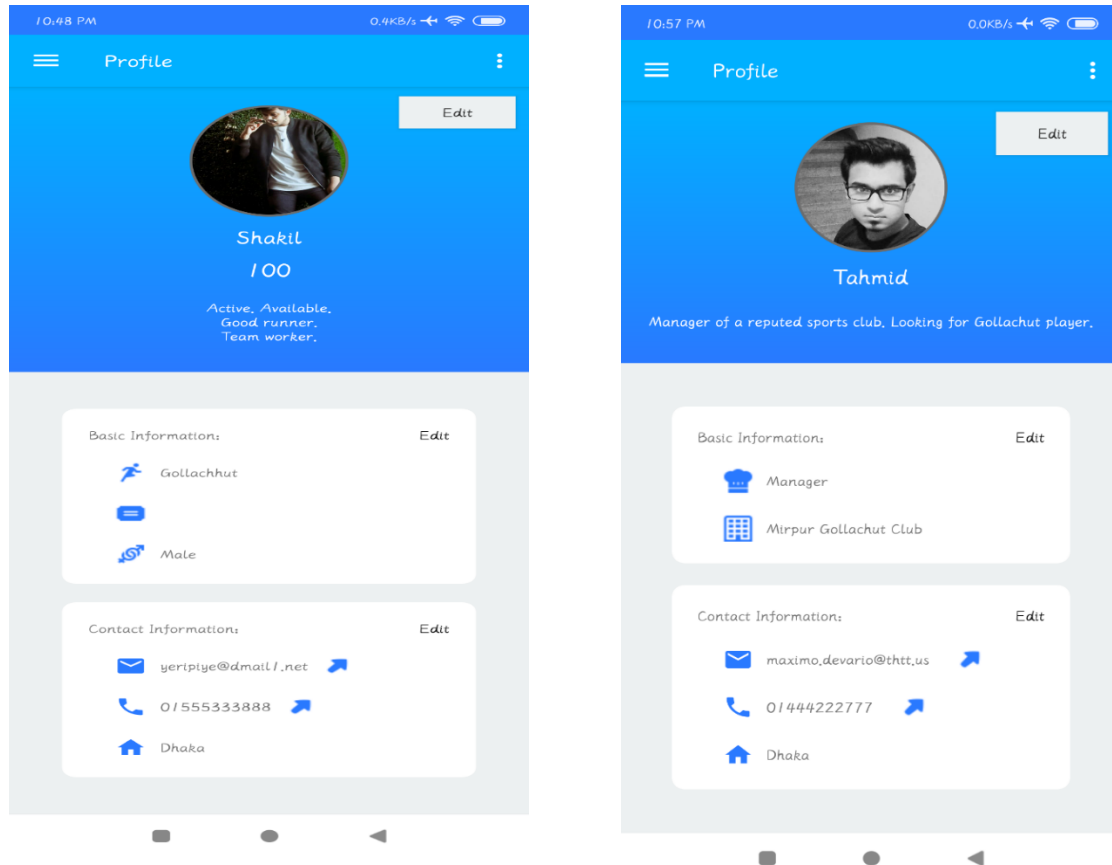 10:48 PM
0.4KB/s
Profile
Edit
Shakil
100
Active. Available.
Good runner.
Team worker.
Basic Information:
Edit
Gollachhut
Male
Contact Information:
Edit
yeripiye@dmail1.net
01555333888
Dhaka
10:57 PM
0.0KB/s
Profile
Edit
Tahmid
Manager of a reputed sports club. Looking for Gollachut player.
Basic Information:
Edit
Manager
Mirpur Gollachut Club
Contact Information:
Edit
maximo.devario@thtt.us
01444222777
Dhaka